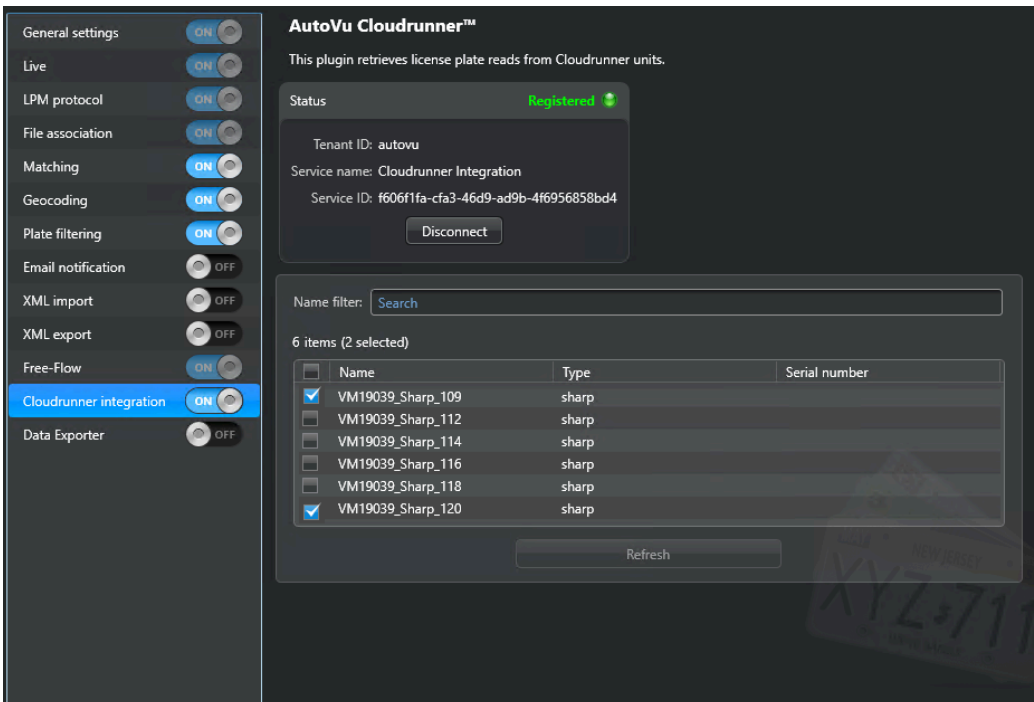 General settings ON
Live ON
LPM protocol ON
File association ON
Matching ON
Geocoding ON
Plate filtering ON
Email notification OFF
XML import OFF
XML export OFF
Free-Flow ON
Cloudrunner integration ON
Data Exporter OFF
AutoVu Cloudrunner™
This plugin retrieves license plate reads from Cloudrunner units.
Status Registered
Tenant ID: autovu
Service name: Cloudrunner Integration
Service ID: f606f1fa-cfa3-46d9-ad9b-4f6956858bd4
Disconnect
Name filter: Search
6 items (2 selected)
Name Type Serial number
VM19039_Sharp_109 sharp
VM19039_Sharp_112 sharp
VM19039_Sharp_114 sharp
VM19039_Sharp_116 sharp
VM19039_Sharp_118 sharp
VM19039_Sharp_120 sharp
Refresh
NEW JERSEY
XYZ 711